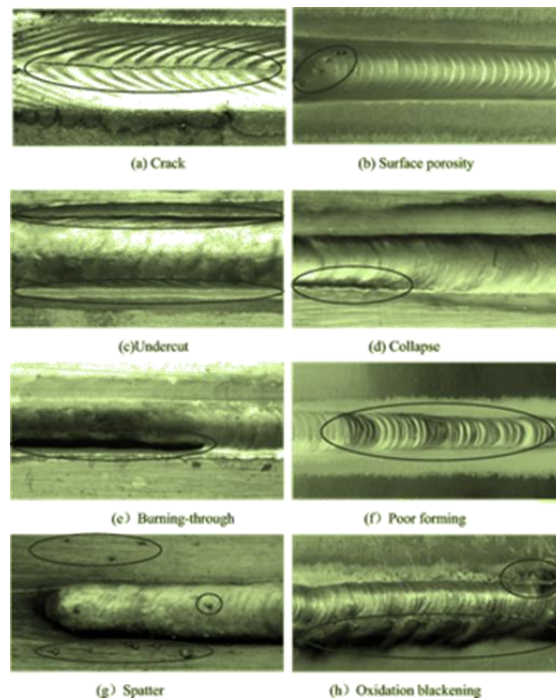 (a) Crack
(b) Surface porosity
(c)Undercut
(d) Collapse
(e）Burning-through
(f）Poor forming
(g）Spatter
(h）Oxidation blackening